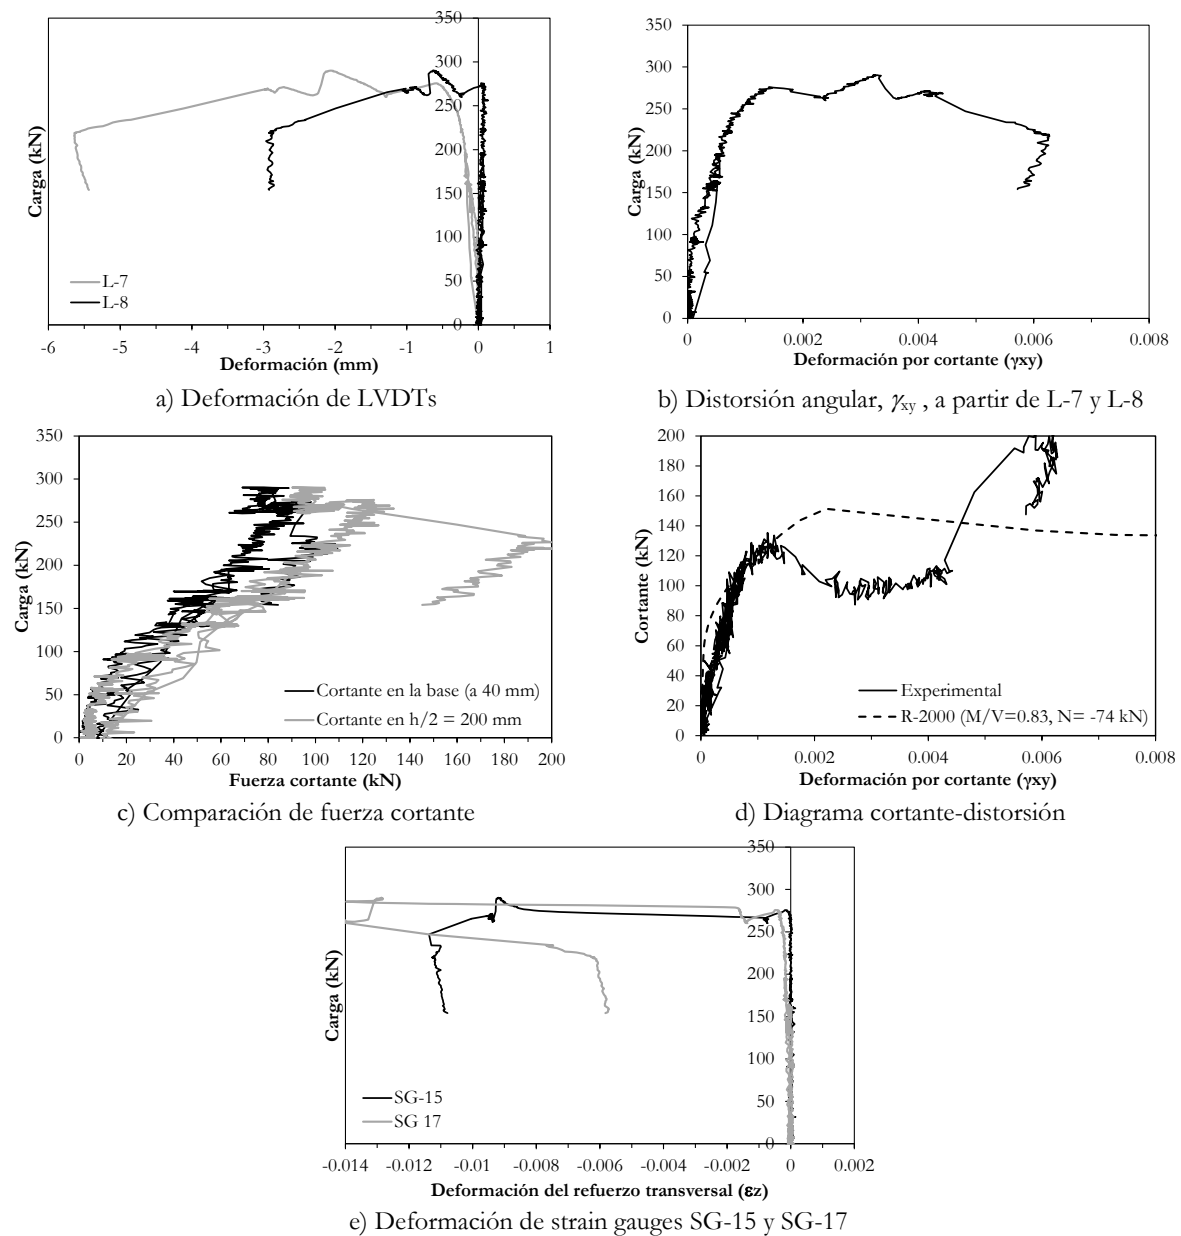 350
300
250
200
150
100
50
0
Carga (kN)
L-7
L-8
-6 -5 -4 -3 -2 -1 0 1
Deformación (mm)
a) Deformación de LVDTs
350
300
250
200
150
100
50
0
Carga (kN)
0 0.002 0.004 0.006 0.008
Deformación por cortante (γxy)
b) Distorsión angular, γxy , a partir de L-7 y L-8
350
300
250
200
150
100
50
0
Carga (kN)
Cortante en la base (a 40 mm)
Cortante en h/2 = 200 mm
0 20 40 60 80 100 120 140 160 180 200
Fuerza cortante (kN)
c) Comparación de fuerza cortante
200
180
160
140
120
100
80
60
40
20
0
Cortante (kN)
Experimental
R-2000 (M/V=0.83, N= -74 kN)
0 0.002 0.004 0.006 0.008
Deformación por cortante (γxy)
d) Diagrama cortante-distorsión
350
300
250
200
150
100
50
0
Carga (kN)
SG-15
SG 17
-0.014 -0.012 -0.01 -0.008 -0.006 -0.004 -0.002 0 0.002
Deformación del refuerzo transversal (εz)
e) Deformación de strain gauges SG-15 y SG-17